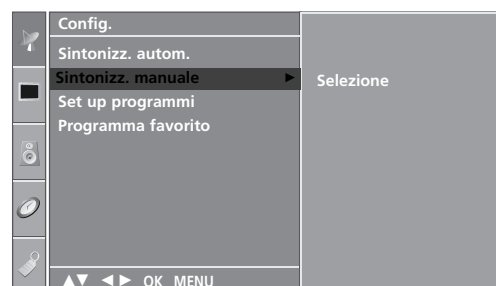 Config.
Sintonizz. autom.
Sintonizz. manuale ►
Selezione
Set up programmi
Programma favorito
▲▼ ◄► OK MENU